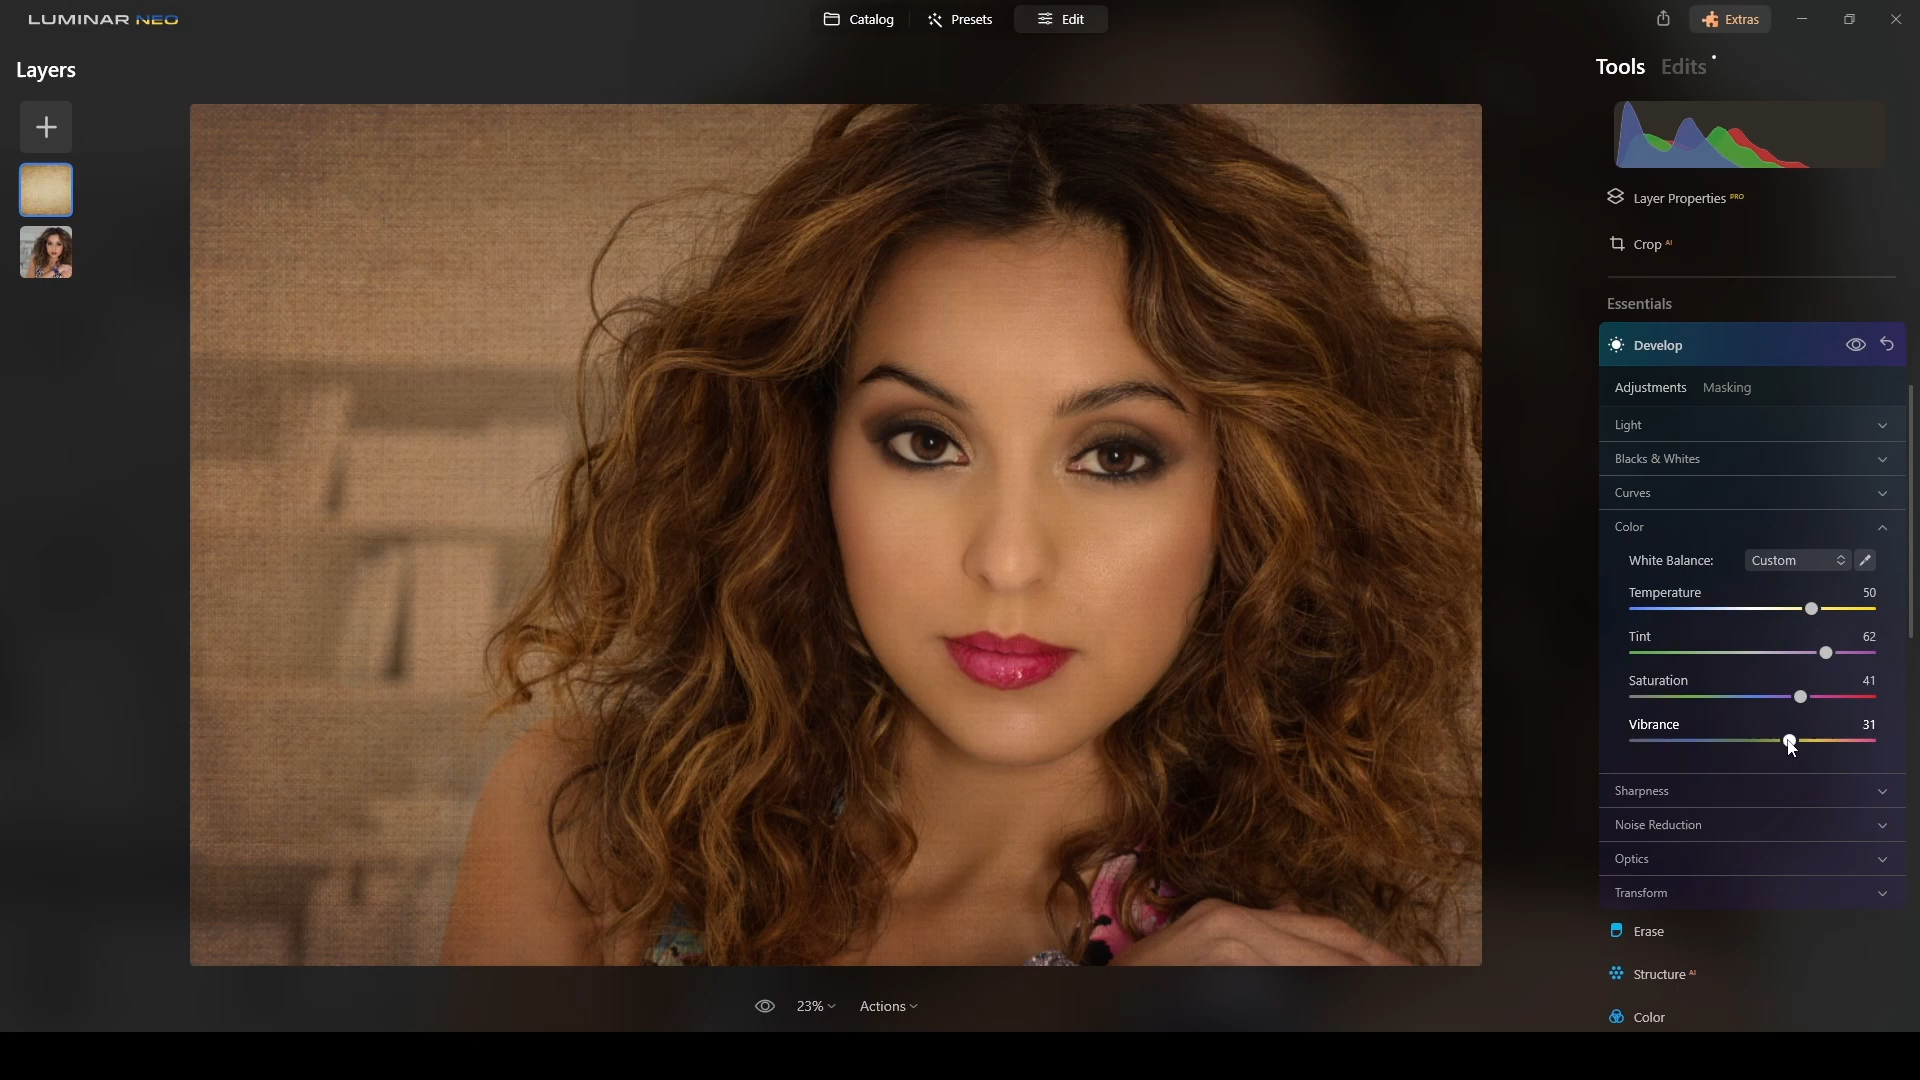 LUMINAR NEO
Catalog
Presets
Edit
Extras
Layers
Tools Edits
Layer Properties PRO
Crop AI
Essentials
Develop
Adjustments Masking
Light
Blacks & Whites
Curves
Color
White Balance: Custom
Temperature 50
Tint 62
Saturation 41
Vibrance 31
Sharpness
Noise Reduction
Optics
Transform
Erase
Structure AI
Color
23% Actions